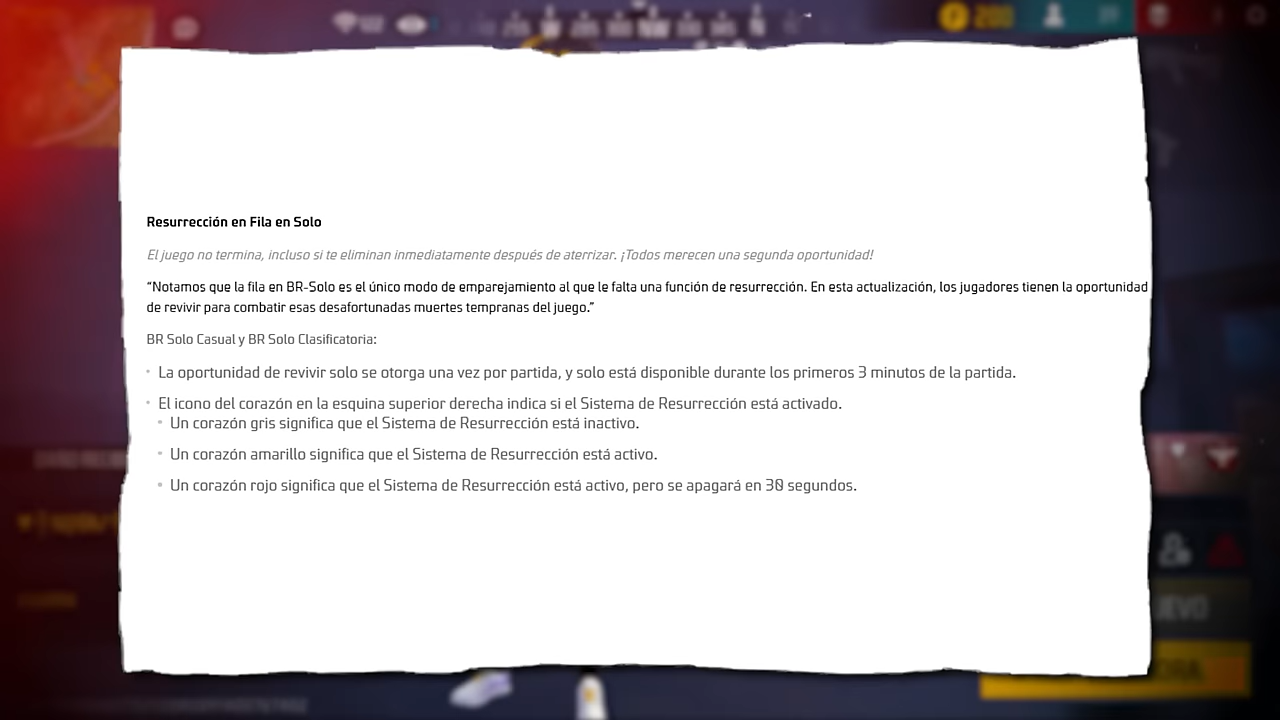 200
Resurrección en Fila en Solo
El juego no termina, incluso si te eliminan inmediatamente después de aterrizar. ¡Todos merecen una segunda oportunidad!
“Notamos que la fila en BR-Solo es el único modo de emparejamiento al que le falta una función de resurrección. En esta actualización, los jugadores tienen la oportunidad
de revivir para combatir esas desafortunadas muertes tempranas del juego.”
BR Solo Casual y BR Solo Clasificatoria:
• La oportunidad de revivir solo se otorga una vez por partida, y solo está disponible durante los primeros 3 minutos de la partida.
• El icono del corazón en la esquina superior derecha indica si el Sistema de Resurrección está activado.
▪ Un corazón gris significa que el Sistema de Resurrección está inactivo.
▪ Un corazón amarillo significa que el Sistema de Resurrección está activo.
▪ Un corazón rojo significa que el Sistema de Resurrección está activo, pero se apagará en 30 segundos.